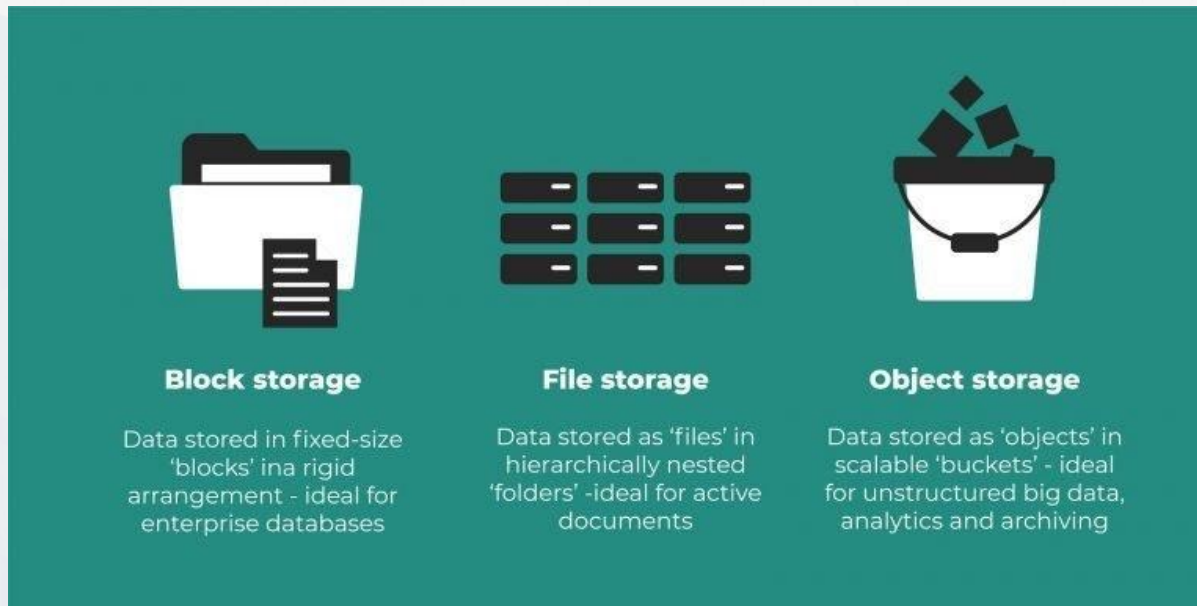 Block storage
Data stored in fixed-size
‘blocks’ ina rigid
arrangement - ideal for
enterprise databases
File storage
Data stored as ‘files’ in
hierarchically nested
‘folders’ -ideal for active
documents
Object storage
Data stored as ‘objects’ in
scalable ‘buckets’ - ideal
for unstructured big data,
analytics and archiving